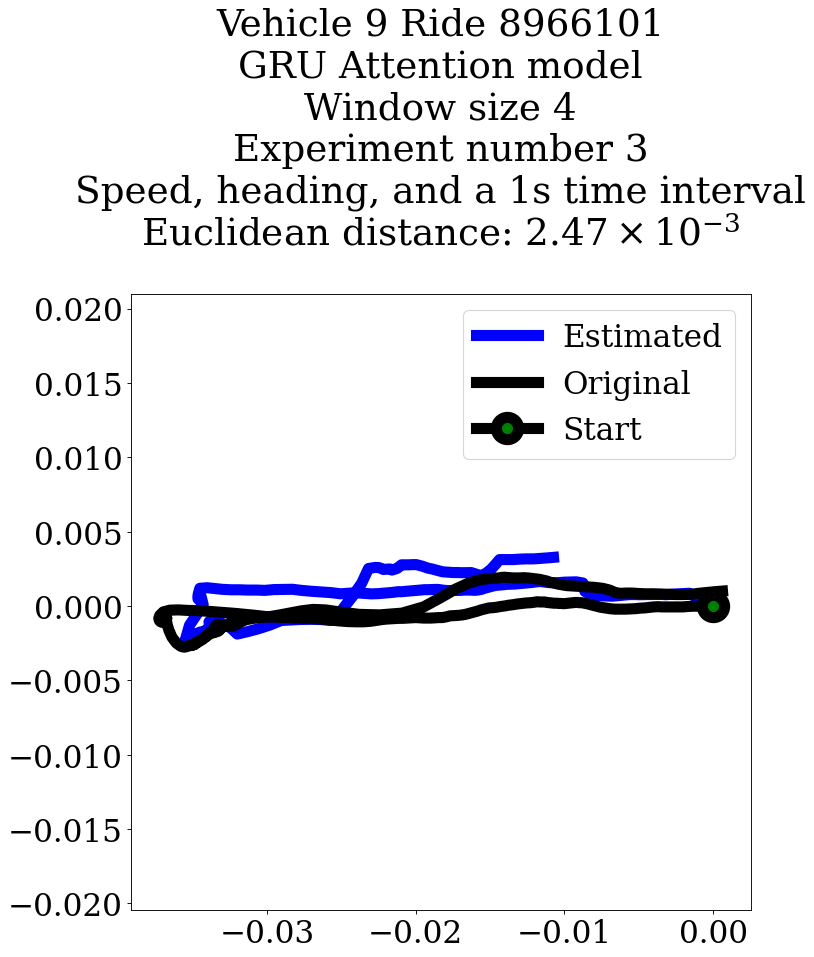 Vehicle 9 Ride 8966101
GRU Attention model
Window size 4
Experiment number 3
Speed, heading, and a 1s time interval
Euclidean distance: 2.47 × 10⁻³
Estimated
Original
Start
0.020
0.015
0.010
0.005
0.000
−0.005
−0.010
−0.015
−0.020
−0.03 −0.02 −0.01 0.00